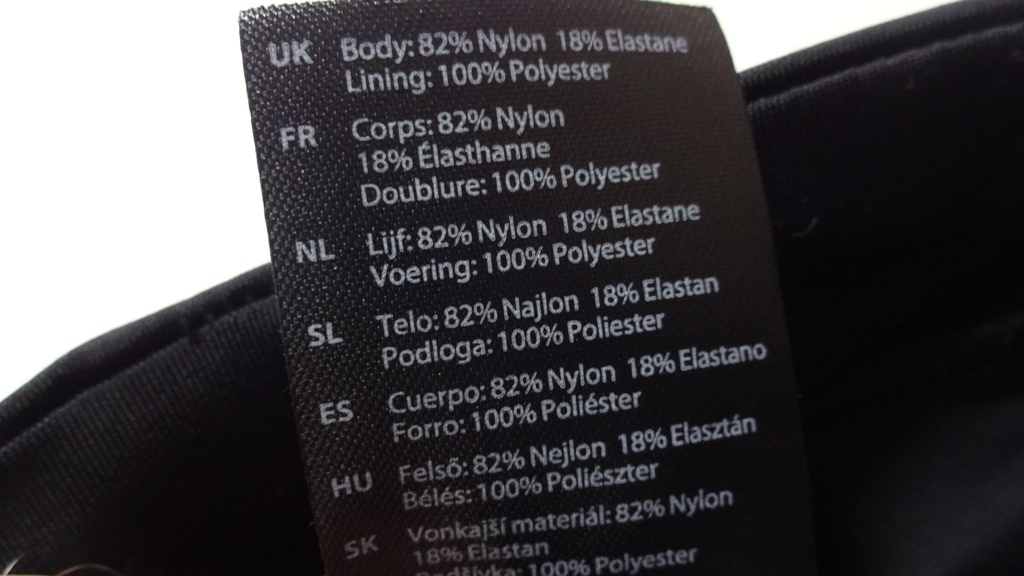 UK Body: 82% Nylon 18% Elastane
Lining: 100% Polyester
FR Corps: 82% Nylon
18% Élasthanne
Doublure: 100% Polyester
NL Lijf: 82% Nylon 18% Elastane
Voering: 100% Polyester
SL Telo: 82% Najlon 18% Elastan
Podloga: 100% Poliester
ES Cuerpo: 82% Nylon 18% Elastano
Forro: 100% Poliéster
HU Felső: 82% Nejlon 18% Elasztán
Bélés: 100% Poliészter
SK Vonkajší materiál: 82% Nylon
18% Elastan
Podšívka: 100% Polyester